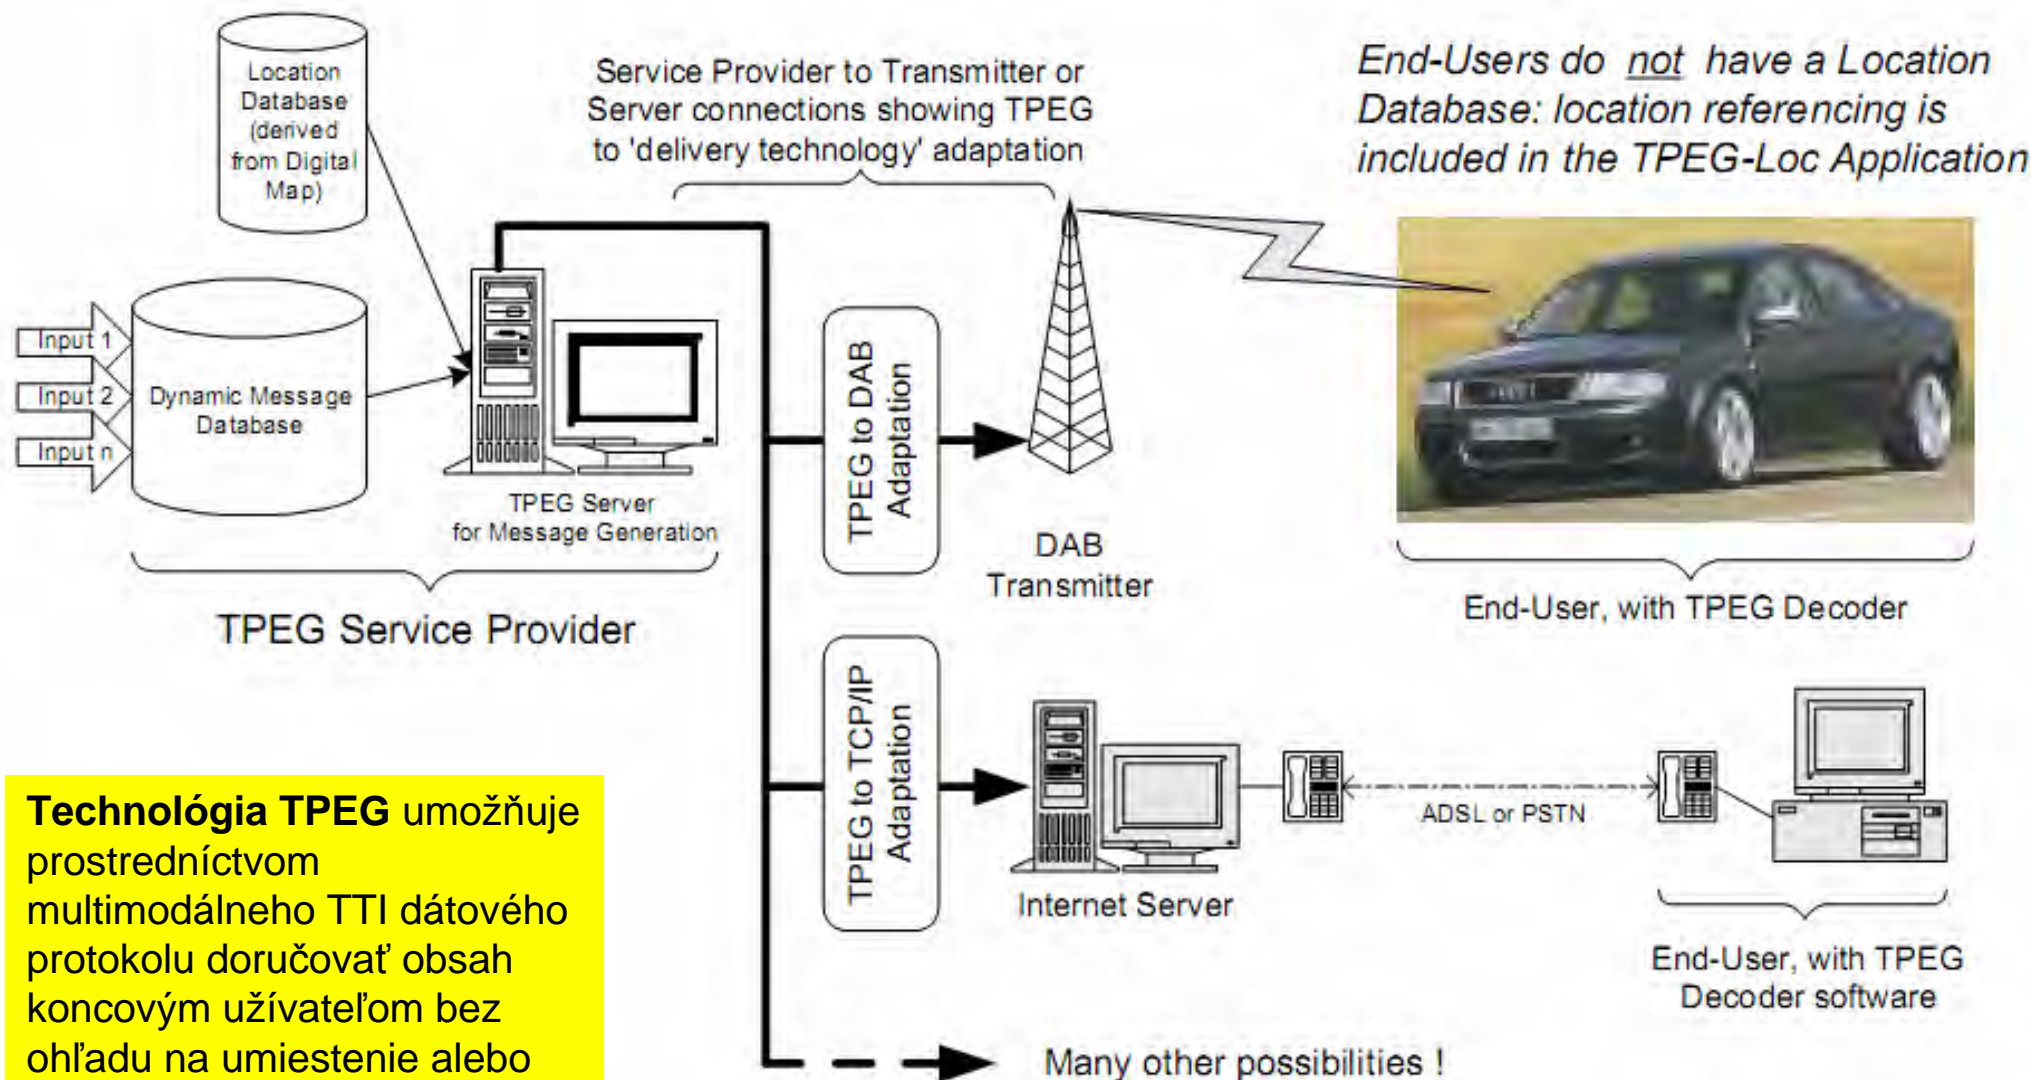 Location
Database
(derived
from Digital
Map)
Service Provider to Transmitter or
Server connections showing TPEG
to 'delivery technology' adaptation
End-Users do not have a Location
Database: location referencing is
included in the TPEG-Loc Application
Input 1
Input 2
Input n
Dynamic Message
Database
TPEG Server
for Message Generation
TPEG Service Provider
TPEG to DAB
Adaptation
DAB
Transmitter
End-User, with TPEG Decoder
TPEG to TCP/IP
Adaptation
Internet Server
ADSL or PSTN
End-User, with TPEG
Decoder software
Many other possibilities !
Technológia TPEG umožňuje
prostredníctvom
multimodálneho TTI dátového
protokolu doručovať obsah
koncovým užívateľom bez
ohľadu na umiestenie alebo